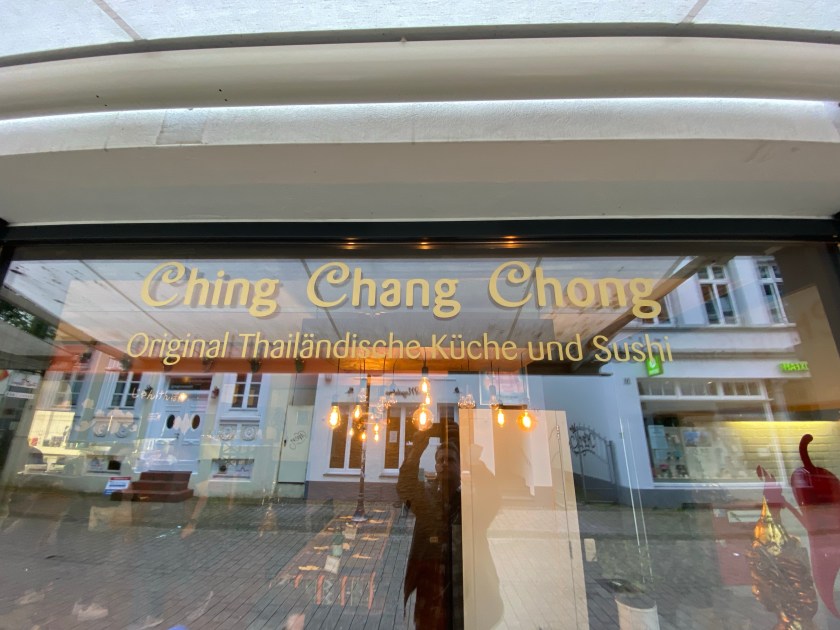 Ching Chang Chong
Original Thailändische Küche und Sushi